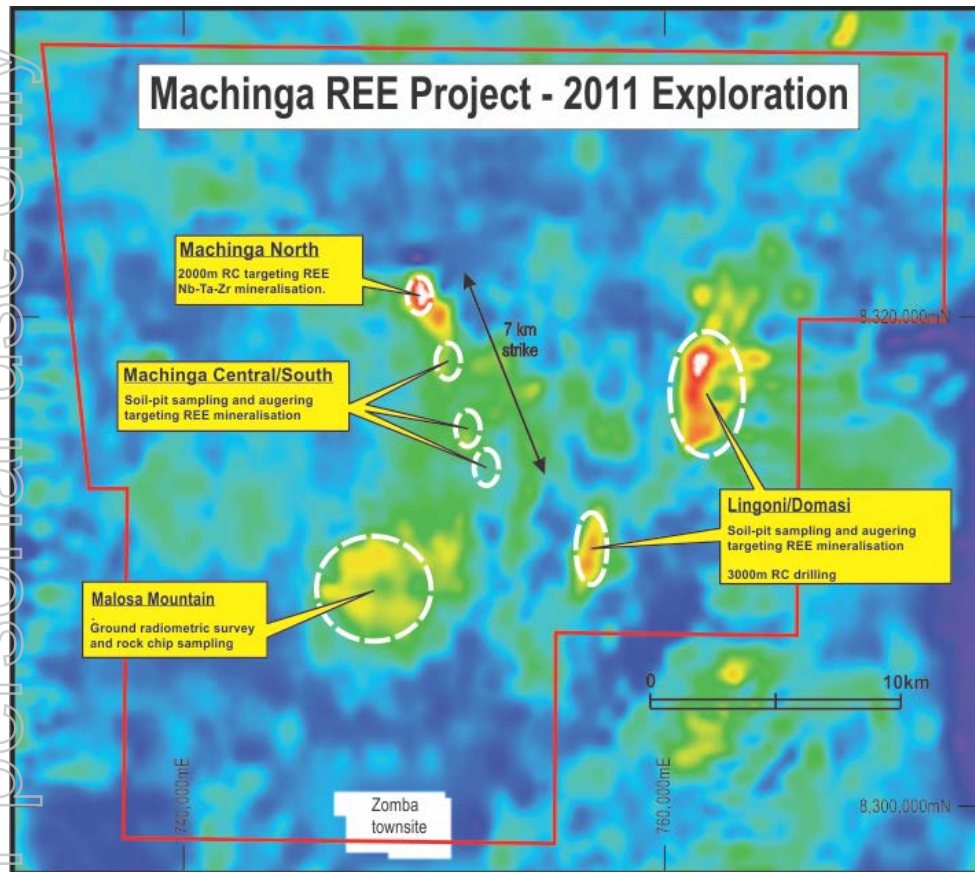 Machinga REE Project - 2011 Exploration
Machinga North
2000m RC targeting REE
Nb-Ta-Zr mineralisation.
7 km
strike
8,320,000mN
Machinga Central/South
Soil-pit sampling and augering
targeting REE mineralisation
Lingoni/Domasi
Soil-pit sampling and augering
targeting REE mineralisation
3000m RC drilling
Malosa Mountain
.
Ground radiometric survey
and rock chip sampling
0
10km
740,000mE
760,000mE
Zomba
townsite
8,300,000mN
r personal use only